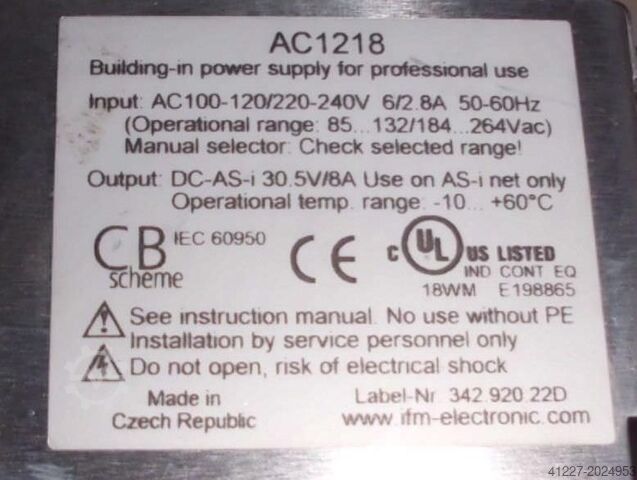 AC1218
Building-in power supply for professional use
Input: AC100-120/220-240V 6/2.8A 50-60Hz
(Operational range: 85...132/184...264Vac)
Manual selector: Check selected range!
Output: DC-AS-i 30.5V/8A Use on AS-i net only
Operational temp. range: -10... +60°C
CB IEC 60950
scheme
CE
C UL US LISTED
IND CONT EQ
18WM E198865
See instruction manual. No use without PE
Installation by service personnel only
Do not open, risk of electrical shock
Made in Label-Nr 342.920.22D
Czech Republic www.ifm-electronic.com
41227-2024953